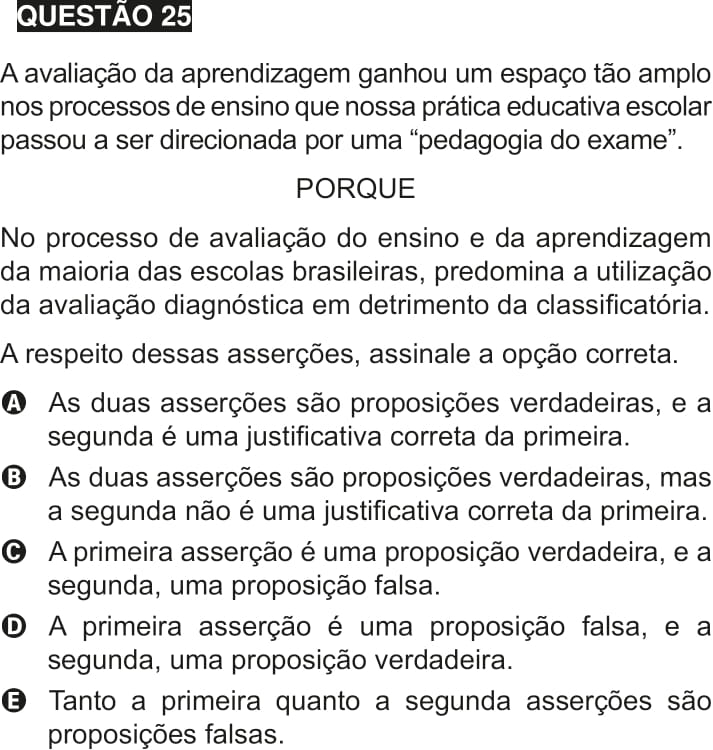 QUESTÃO 25
A avaliação da aprendizagem ganhou um espaço tão amplo
nos processos de ensino que nossa prática educativa escolar
passou a ser direcionada por uma “pedagogia do exame”.
PORQUE
No processo de avaliação do ensino e da aprendizagem
da maioria das escolas brasileiras, predomina a utilização
da avaliação diagnóstica em detrimento da classificatória.
A respeito dessas asserções, assinale a opção correta.
A As duas asserções são proposições verdadeiras, e a
segunda é uma justificativa correta da primeira.
B As duas asserções são proposições verdadeiras, mas
a segunda não é uma justificativa correta da primeira.
C A primeira asserção é uma proposição verdadeira, e a
segunda, uma proposição falsa.
D A primeira asserção é uma proposição falsa, e a
segunda, uma proposição verdadeira.
E Tanto a primeira quanto a segunda asserções são
proposições falsas.